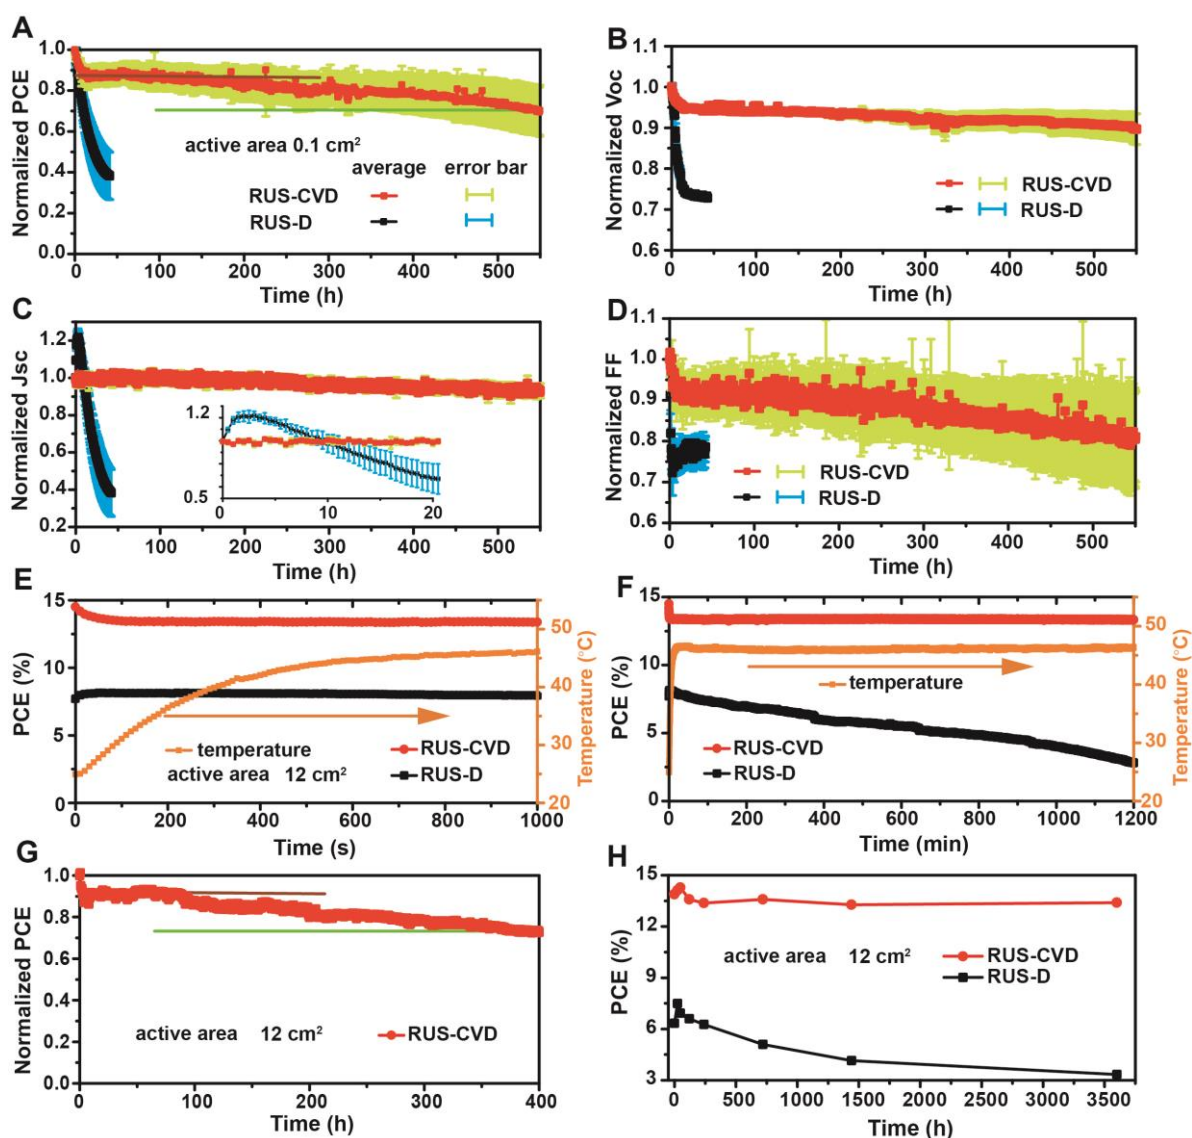 A
Normalized PCE
1.0
0.8
0.6
0.4
0.2
0.0
active area 0.1 cm²
average error bar
RUS-CVD
RUS-D
0 100 200 300 400 500
Time (h)
B
Normalized Voc
1.1
1.0
0.9
0.8
0.7
0.6
RUS-CVD
RUS-D
0 100 200 300 400 500
Time (h)
C
Normalized Jsc
1.2
1.0
0.8
0.6
0.4
0.2
1.2
0.5
0 10 20
RUS-CVD
RUS-D
0 100 200 300 400 500
Time (h)
D
Normalized FF
1.1
1.0
0.9
0.8
0.7
0.6
RUS-CVD
RUS-D
0 100 200 300 400 500
Time (h)
E
PCE (%)
15
10
5
0
temperature
active area 12 cm²
RUS-CVD
RUS-D
50
40
30
20
Temperature (°C)
0 200 400 600 800 1000
Time (s)
F
PCE (%)
15
10
5
0
temperature
RUS-CVD
RUS-D
50
40
30
20
Temperature (°C)
0 200 400 600 800 1000 1200
Time (min)
G
Normalized PCE
1.0
0.8
0.6
0.4
0.2
0.0
active area 12 cm²
RUS-CVD
0 100 200 300 400
Time (h)
H
PCE (%)
15
12
9
6
3
active area 12 cm²
RUS-CVD
RUS-D
0 500 1000 1500 2000 2500 3000 3500
Time (h)